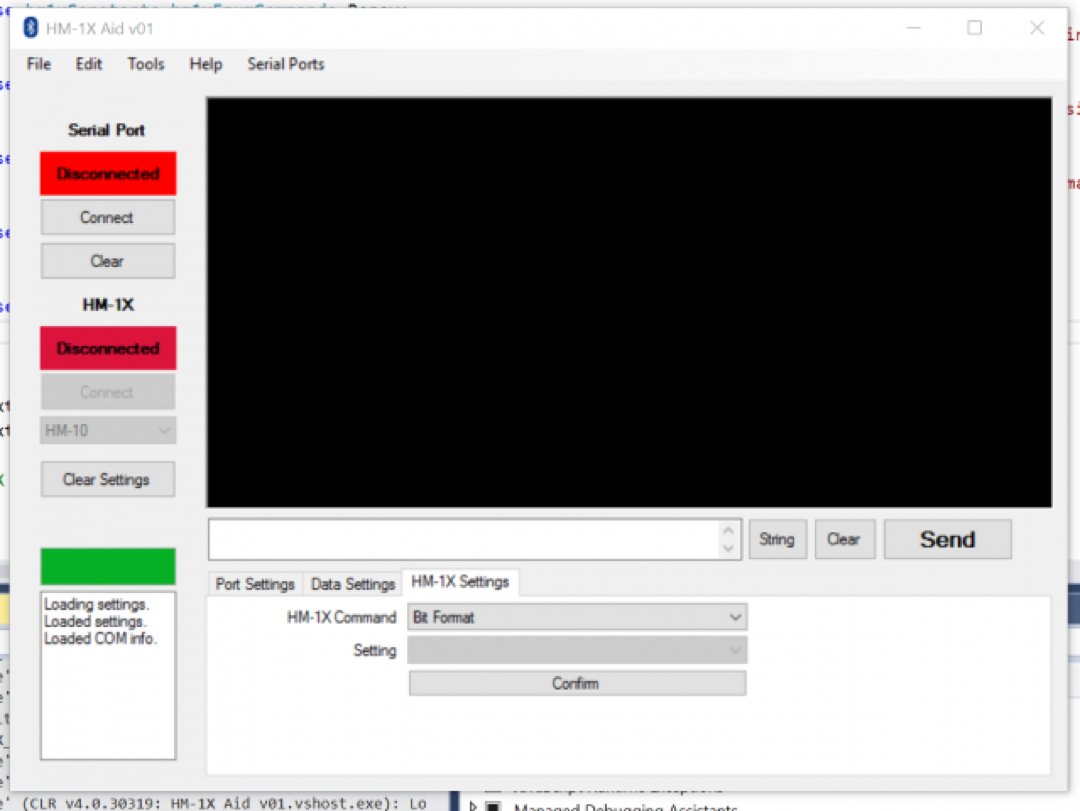 HM-1X Aid v01
File Edit Tools Help Serial Ports
Serial Port
Disconnected
Connect
Clear
HM-1X
Disconnected
Connect
HM-10
Clear Settings
Loading settings.
Loaded settings.
Loaded COM info.
String Clear Send
Port Settings Data Settings HM-1X Settings
HM-1X Command Bit Format
Setting
Confirm
(CLR v4.0.30319: HM-1X Aid v01.vshost.exe): Lo
Managed Debugging Assistants